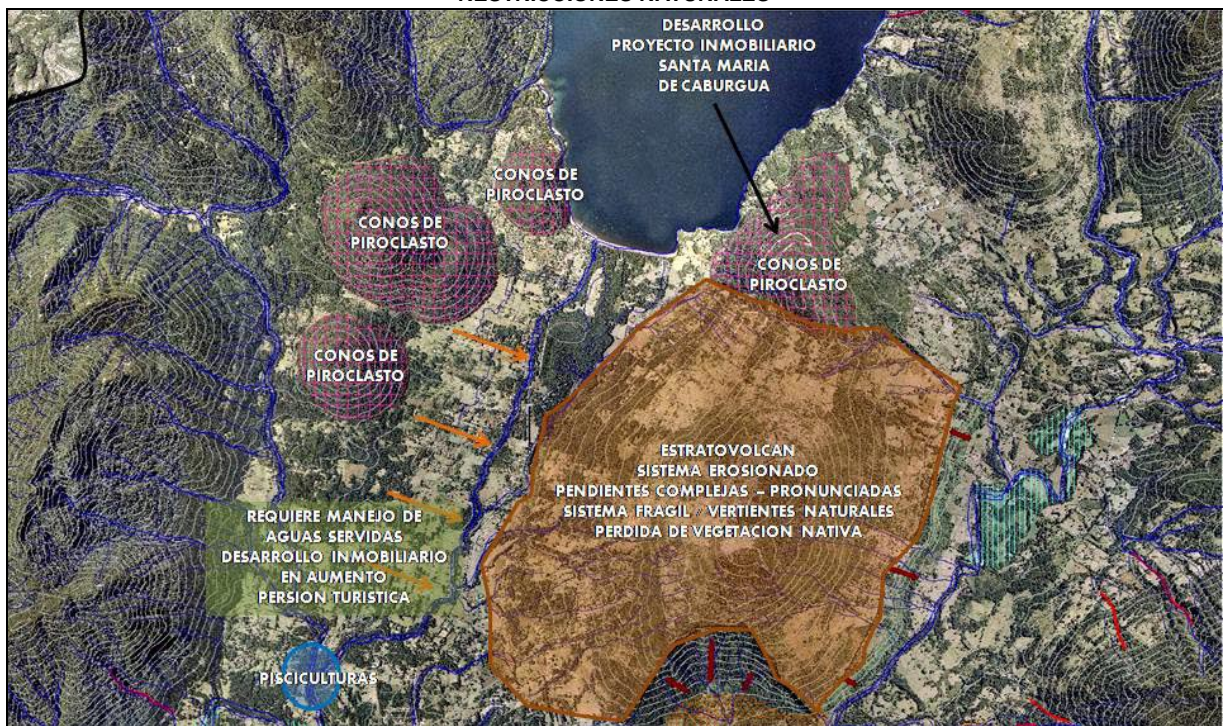 RESTRICCIONES NATURALES
DESARROLLO
PROYECTO INMOBILIARIO
SANTA MARIA
DE CABURGUA
CONOS DE
PIROCLASTO
CONOS DE
PIROCLASTO
CONOS DE
PIROCLASTO
CONOS DE
PIROCLASTO
ESTRATOVOLCAN
SISTEMA EROSIONADO
PENDIENTES COMPLEJAS – PRONUNCIADAS
SISTEMA FRAGIL / VERTIENTES NATURALES
PERDIDA DE VEGETACION NATIVA
REQUIERE MANEJO DE
AGUAS SERVIDAS
DESARROLLO INMOBILIARIO
EN AUMENTO
PERSION TURISTICA
PISCICULTURAS